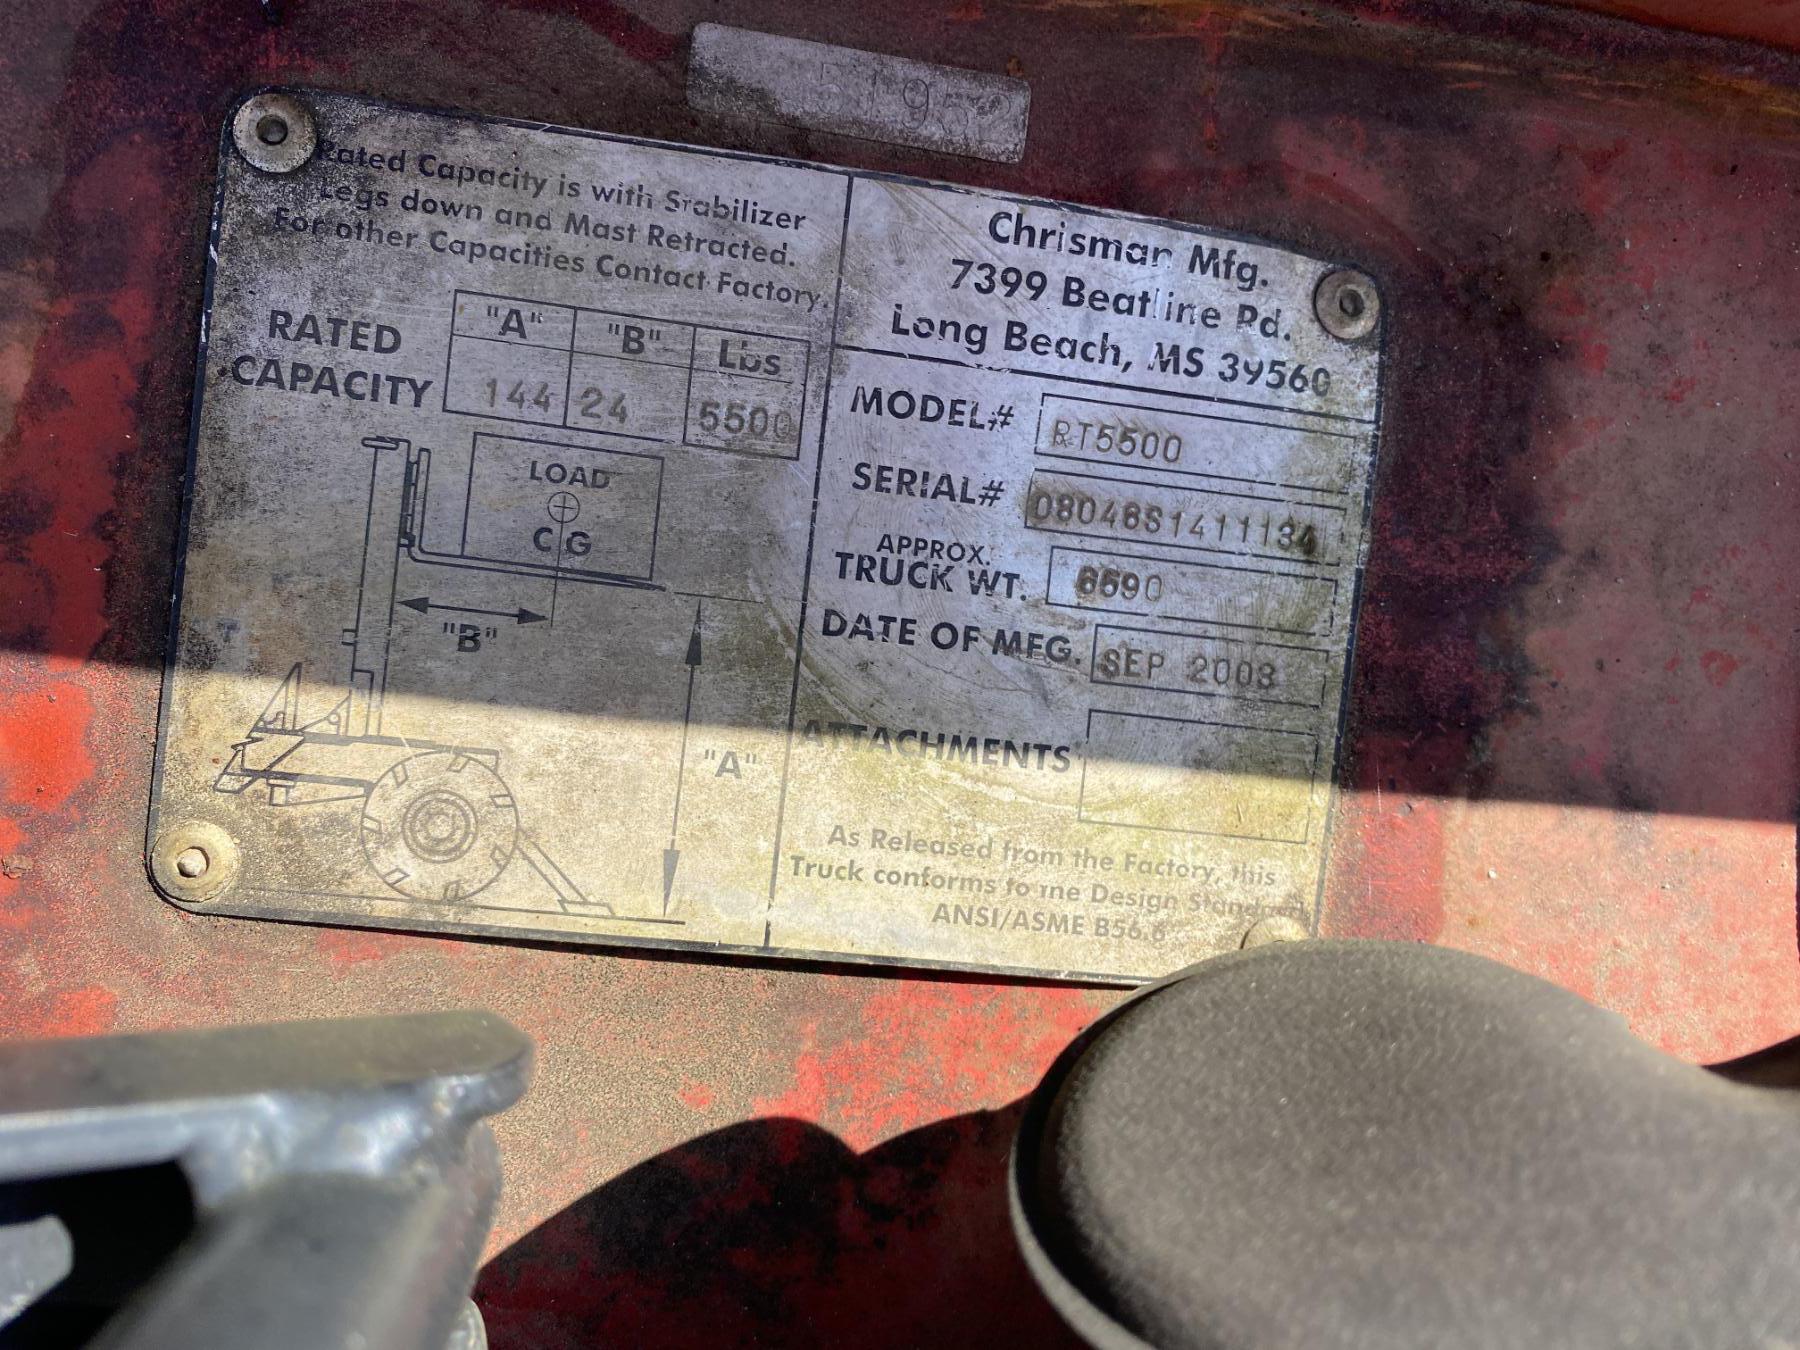 Rated Capacity is with Stabilizer
Legs down and Mast Retracted.
For other Capacities Contact Factory.
RATED
CAPACITY
"A" "B" Lbs
144 24 5500
LOAD
CG
"B"
"A"
Chrisman Mfg.
7399 Beatline Rd.
Long Beach, MS 39560
MODEL# RT5500
SERIAL# 08048S1411134
APPROX.
TRUCK WT. 6590
DATE OF MFG. SEP 2008
ATTACHMENTS
As Released from the Factory, this
Truck conforms to the Design Standard
ANSI/ASME B56.6